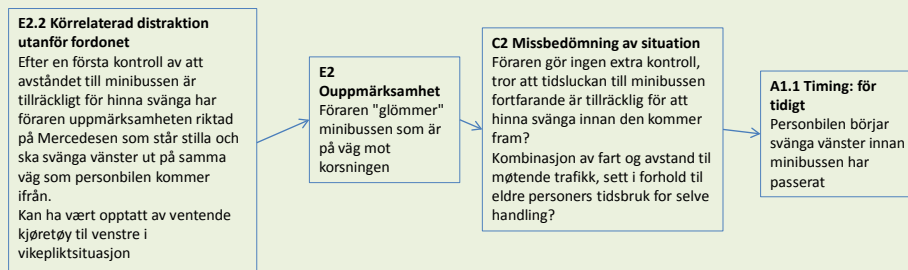 E2.2 Körrelaterad distraktion
utanför fordonet
Efter en första kontroll av att
avståndet till minibussen är
tillräckligt för hinna svänga har
föraren uppmärksamheten riktad
på Mercedesen som står stilla och
ska svänga vänster ut på samma
väg som personbilen kommer
ifrån.
Kan ha vært opptatt av ventende
kjøretøy til venstre i
vikepliktsituasjon
E2
Ouppmärksamhet
Föraren "glömmer"
minibussen som är
på väg mot
korsningen
C2 Missbedömning av situation
Föraren gör ingen extra kontroll,
tror att tidsluckan till minibussen
fortfarande är tillräcklig för att
hinna svänga innan den kommer
fram?
Kombinasjon av fart og avstand til
møtende trafikk, sett i forhold til
eldre personers tidsbruk for selve
handling?
A1.1 Timing: för
tidigt
Personbilen börjar
svänga vänster innan
minibussen har
passerat